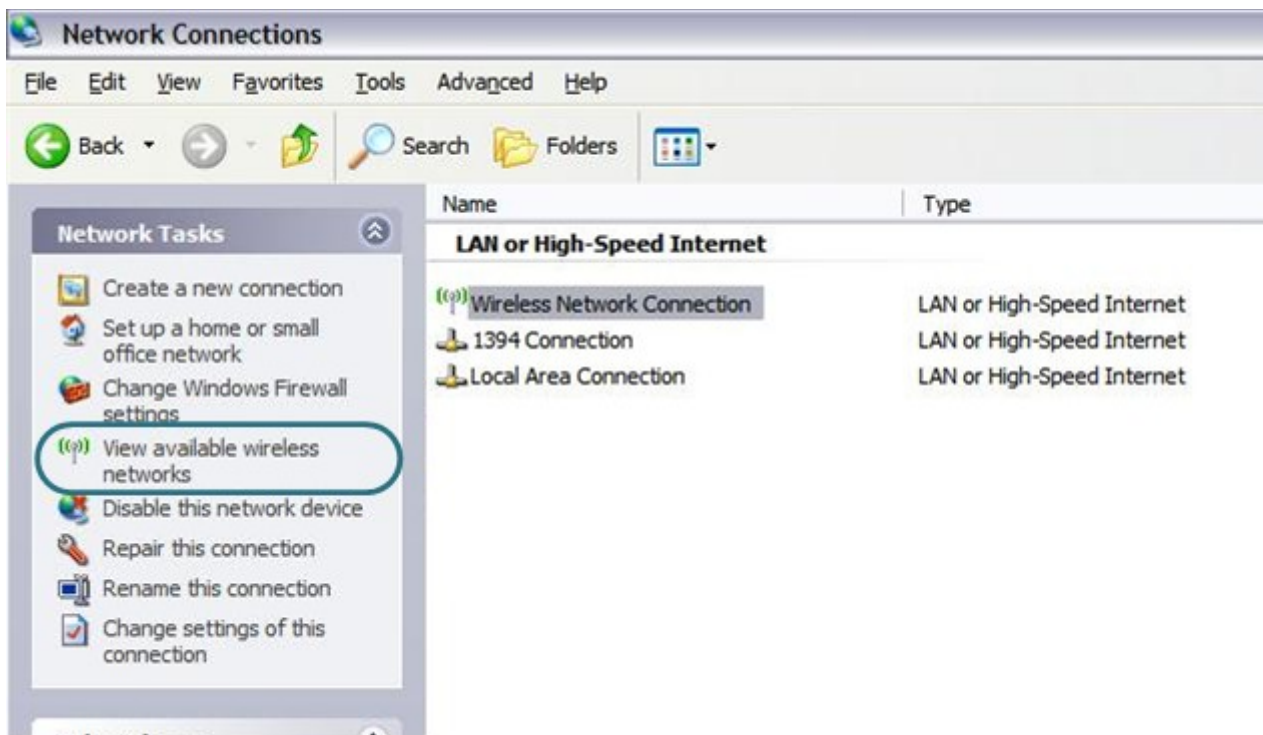 Network Connections
File Edit View Favorites Tools Advanced Help
Back Search Folders
Name Type
Network Tasks
LAN or High-Speed Internet
Create a new connection
Set up a home or small
office network
Change Windows Firewall
settings
View available wireless
networks
Disable this network device
Repair this connection
Rename this connection
Change settings of this
connection
Wireless Network Connection LAN or High-Speed Internet
1394 Connection LAN or High-Speed Internet
Local Area Connection LAN or High-Speed Internet